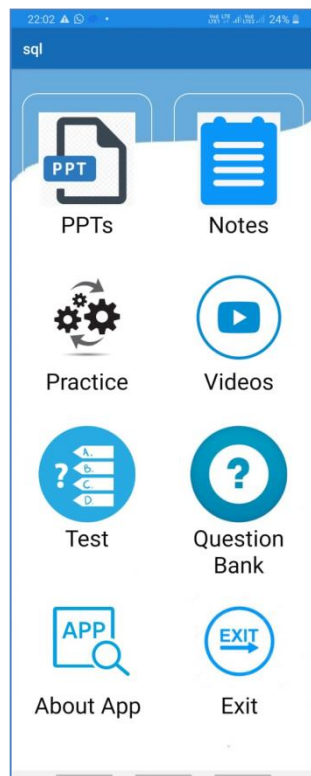 22:02 24%
sql
PPT
PPTs Notes
Practice Videos
? A.
B.
C.
D.
?
Test Question
Bank
APP EXIT
About App Exit